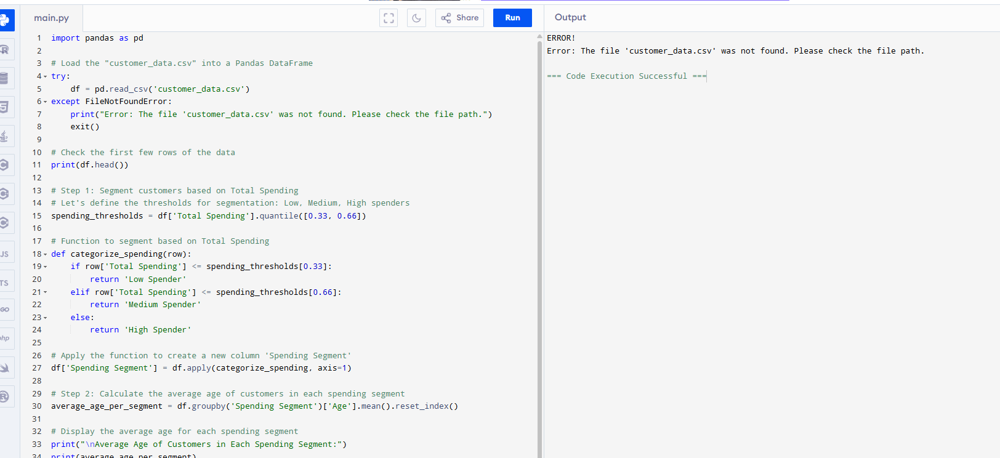 main.py
Share
Run
Output
1 import pandas as pd
2
3 # Load the "customer_data.csv" into a Pandas DataFrame
4 try:
5     df = pd.read_csv('customer_data.csv')
6 except FileNotFoundError:
7     print("Error: The file 'customer_data.csv' was not found. Please check the file path.")
8     exit()
9
10 # Check the first few rows of the data
11 print(df.head())
12
13 # Step 1: Segment customers based on Total Spending
14 # Let's define the thresholds for segmentation: Low, Medium, High spenders
15 spending_thresholds = df['Total Spending'].quantile([0.33, 0.66])
16
17 # Function to segment based on Total Spending
18 def categorize_spending(row):
19     if row['Total Spending'] <= spending_thresholds[0.33]:
20         return 'Low Spender'
21     elif row['Total Spending'] <= spending_thresholds[0.66]:
22         return 'Medium Spender'
23     else:
24         return 'High Spender'
25
26 # Apply the function to create a new column 'Spending Segment'
27 df['Spending Segment'] = df.apply(categorize_spending, axis=1)
28
29 # Step 2: Calculate the average age of customers in each spending segment
30 average_age_per_segment = df.groupby('Spending Segment')['Age'].mean().reset_index()
31
32 # Display the average age for each spending segment
33 print("\nAverage Age of Customers in Each Spending Segment:")
34 print(average_age_per_segment)
ERROR!
Error: The file 'customer_data.csv' was not found. Please check the file path.
=== Code Execution Successful ===
R
JS
TS
GO
php